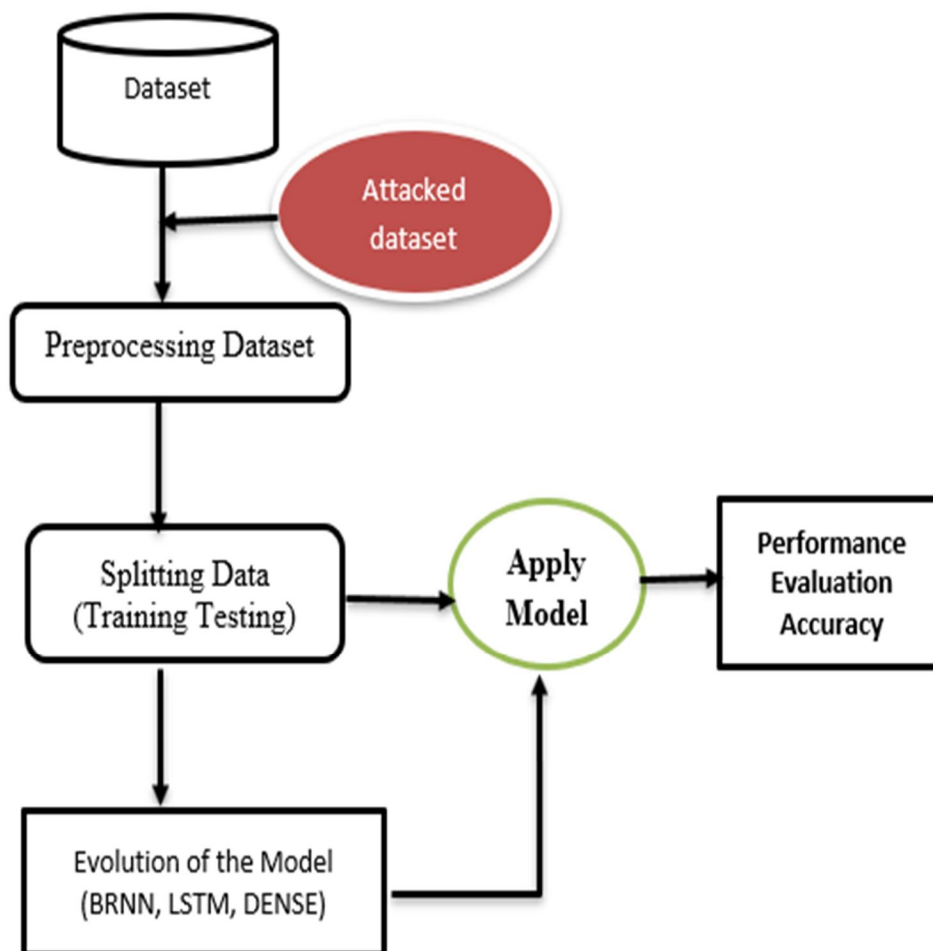 Dataset
Attacked
dataset
Preprocessing Dataset
Splitting Data
(Training Testing)
Apply
Model
Performance
Evaluation
Accuracy
Evolution of the Model
(BRNN, LSTM, DENSE)